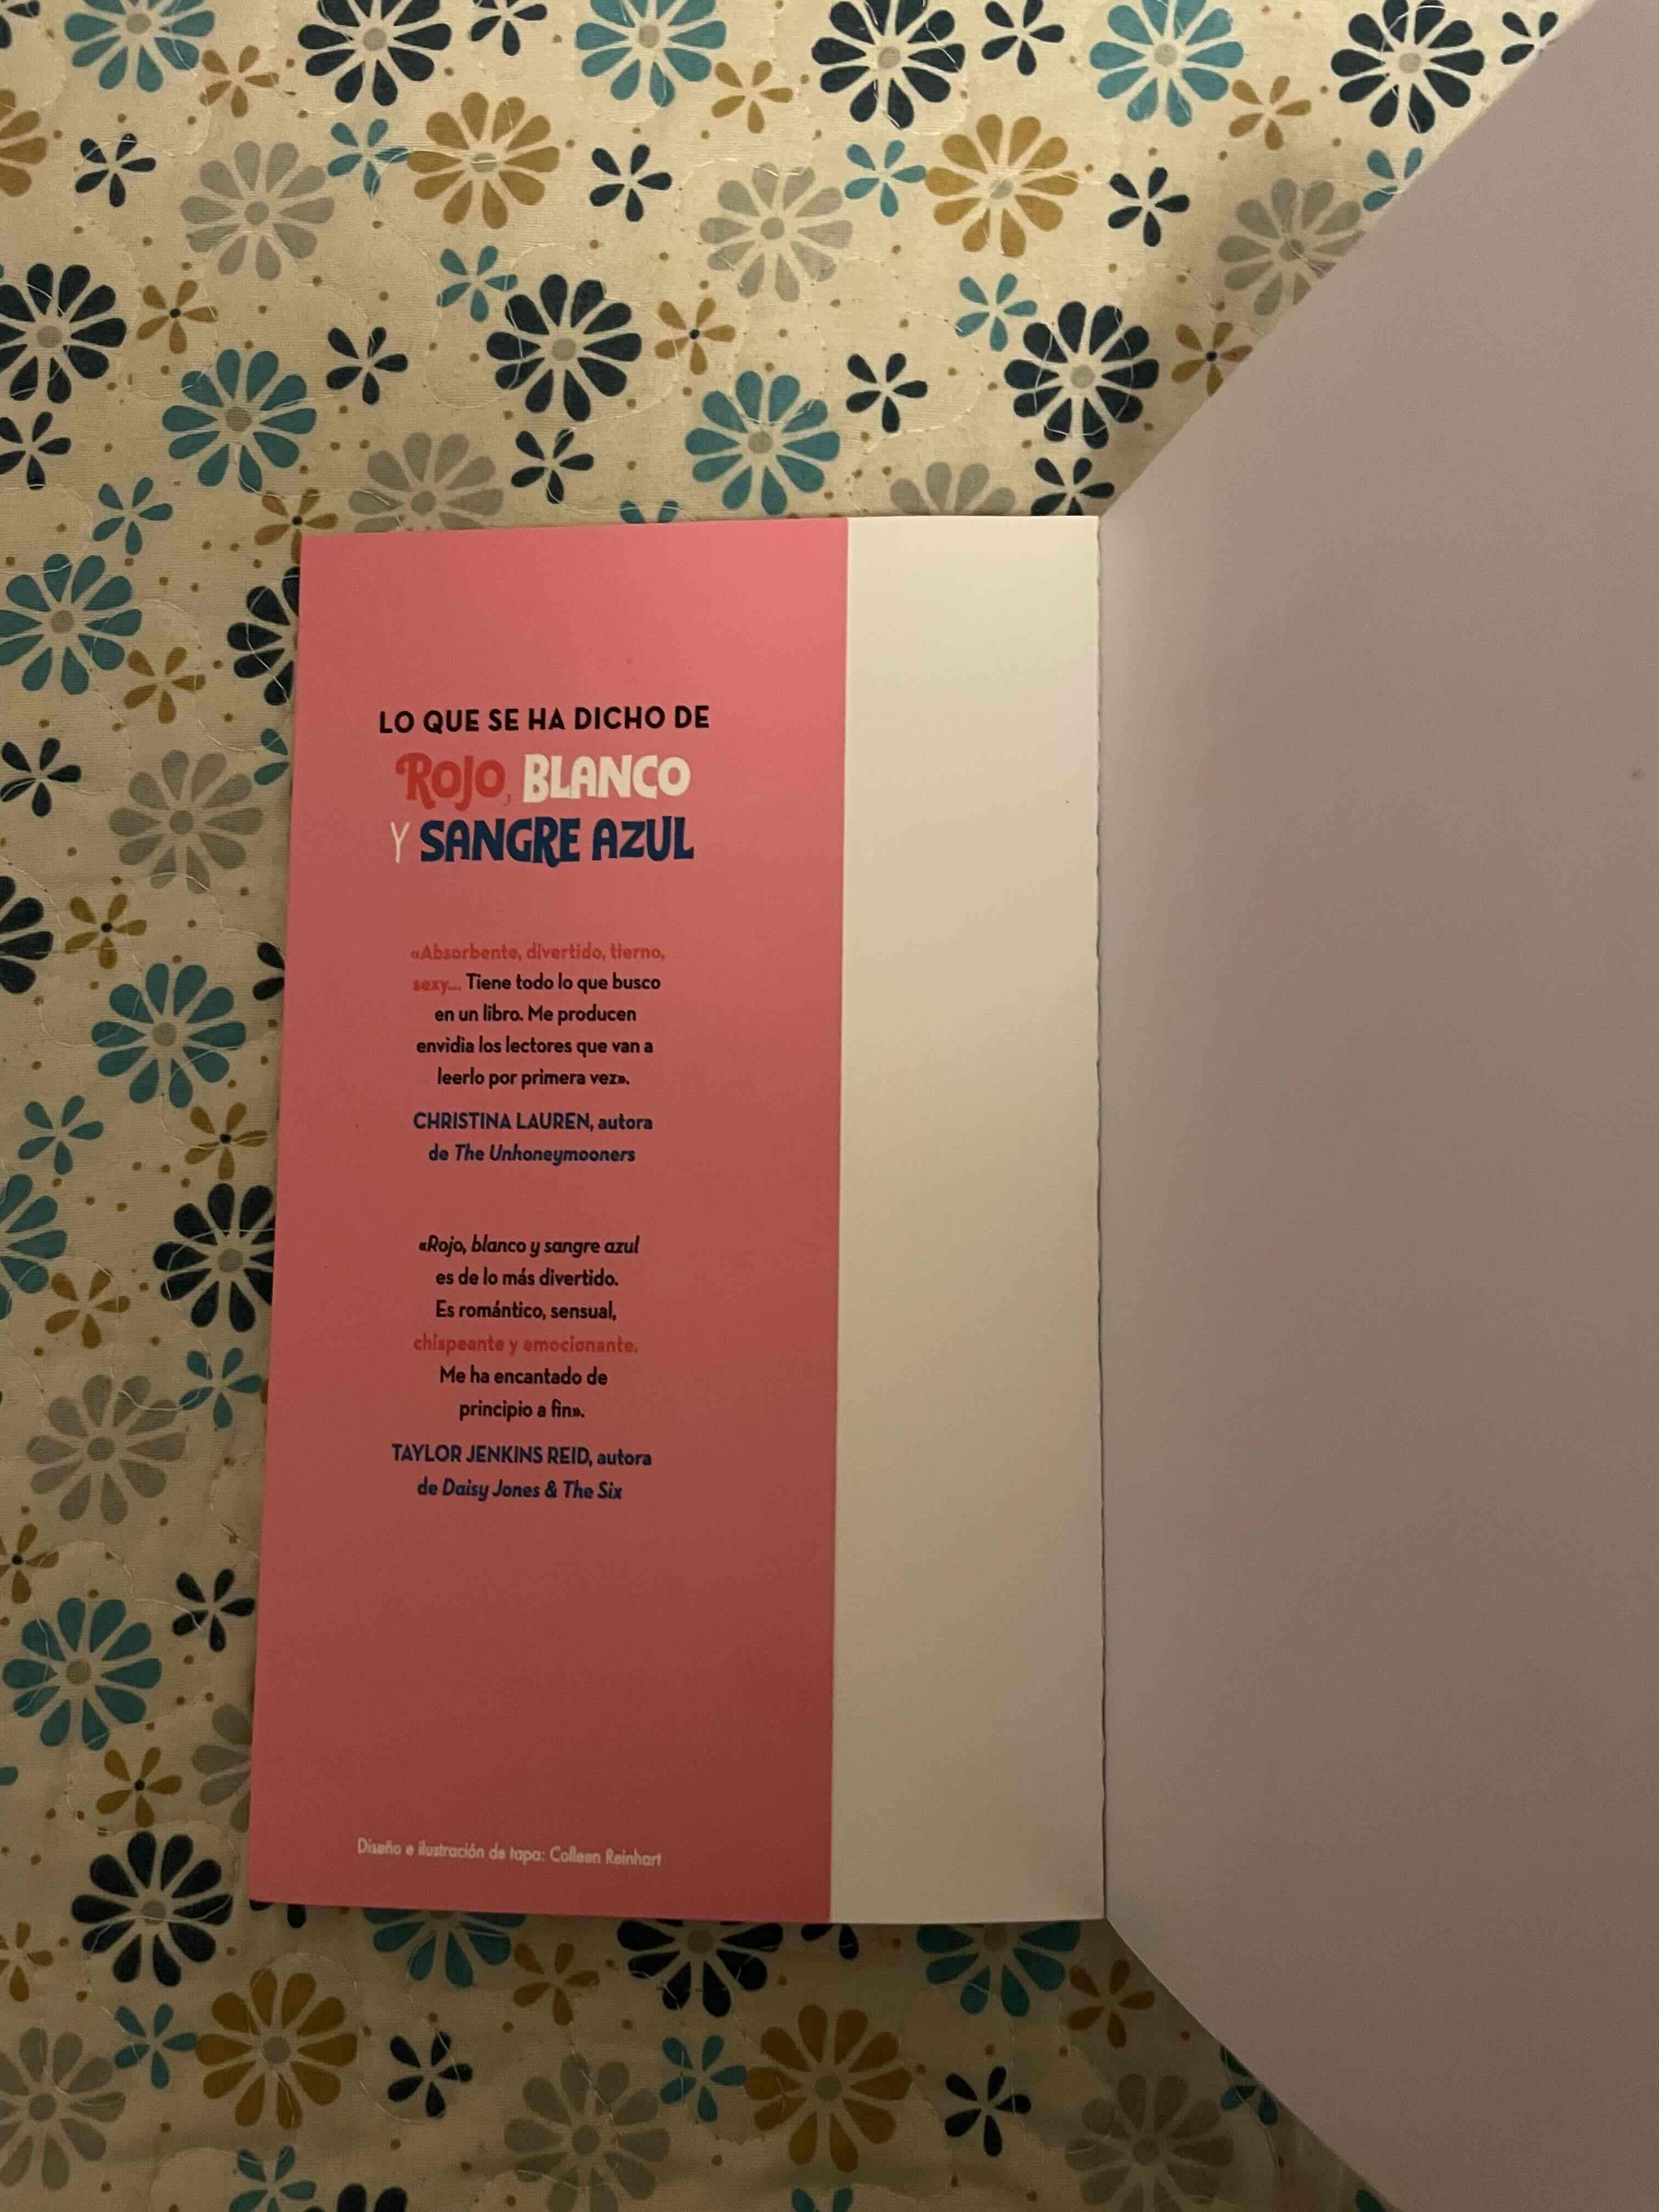 LO QUE SE HA DICHO DE
ROJO, BLANCO
Y SANGRE AZUL
«Absorbente, divertido, tierno,
sexy... Tiene todo lo que busco
en un libro. Me producen
envidia los lectores que van a
leerlo por primera vez».
CHRISTINA LAUREN, autora
de The Unhoneymooners
«Rojo, blanco y sangre azul
es de lo más divertido.
Es romántico, sensual,
chispeante y emocionante.
Me ha encantado de
principio a fin».
TAYLOR JENKINS REID, autora
de Daisy Jones & The Six
Diseño e ilustración de tapa: Colleen Reinhart